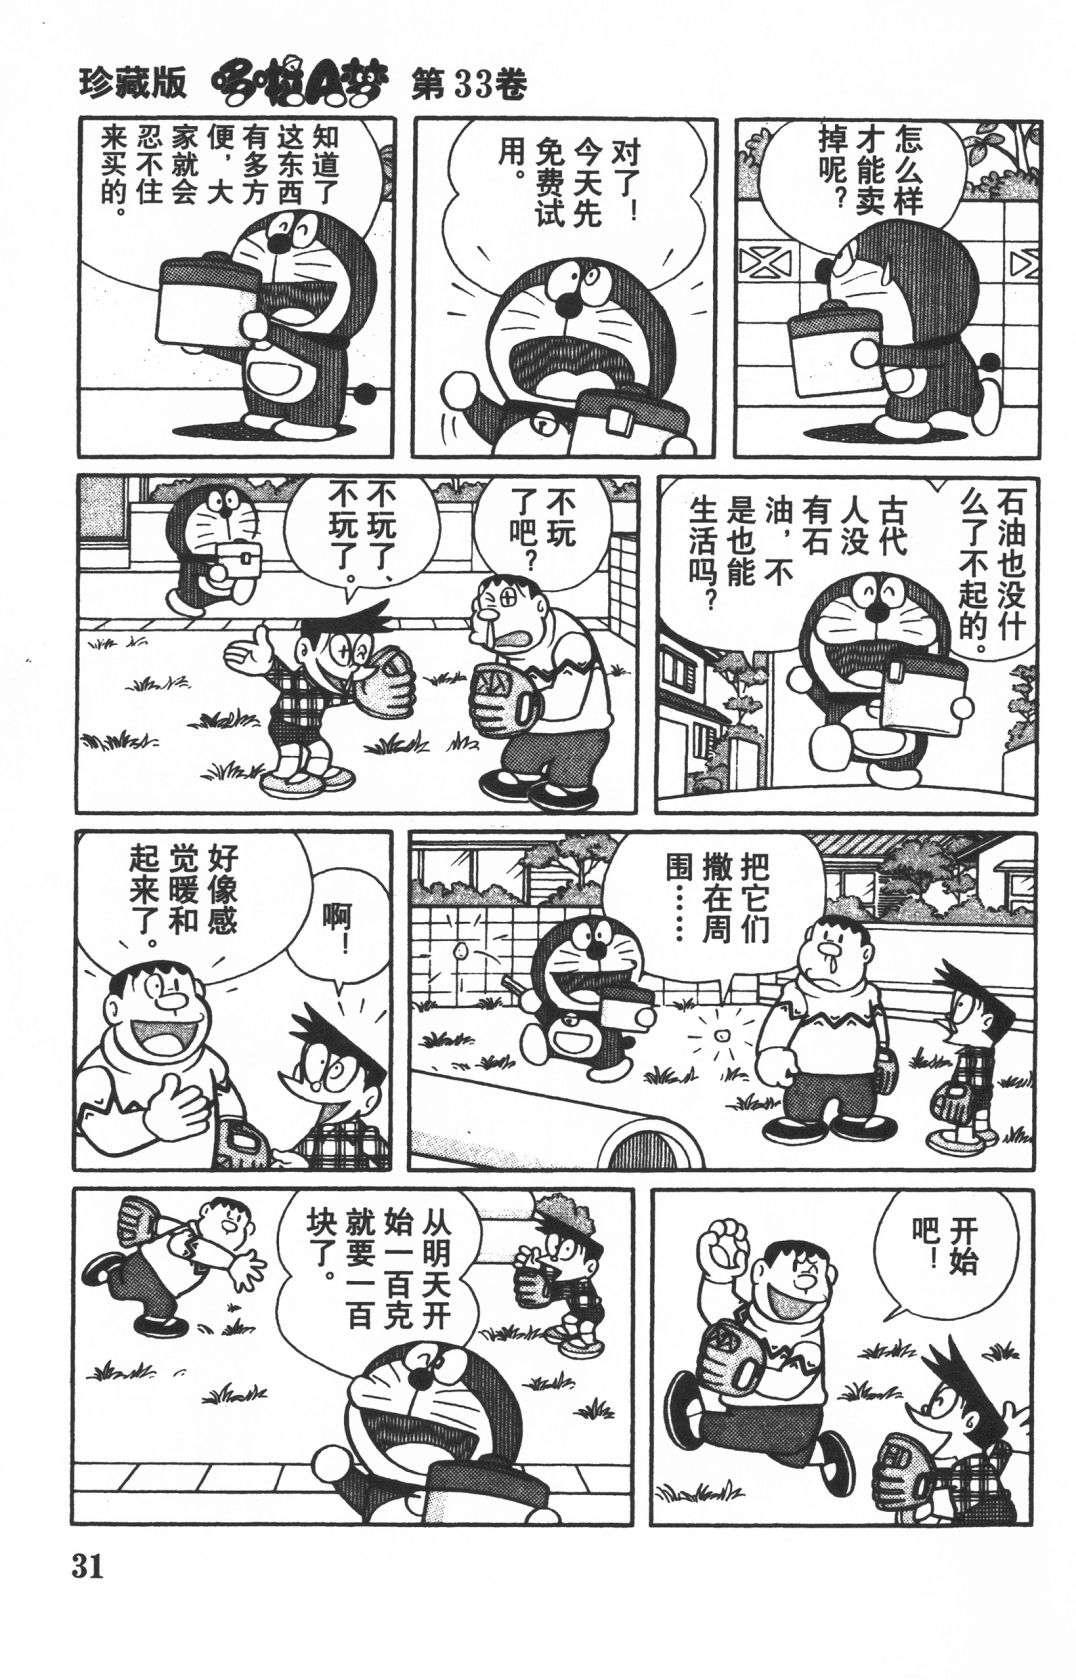 珍藏版 哆啦A梦 第33卷
怎么样
才能卖
掉呢?
对了!
今天先
免费试
用。
知道了
这东西
有多方
便,大
家就会
忍不住
来买的。
石油也没什
么了不起的。
古代
人没
有石
油,不
是也能
生活吗?
不玩
了吧?
不玩了、
不玩了。
把它们
撒在周
围……
啊!
好像感
觉暖和
起来了。
开始
吧!
从明天开
始一百克
就要一百
块了。
31